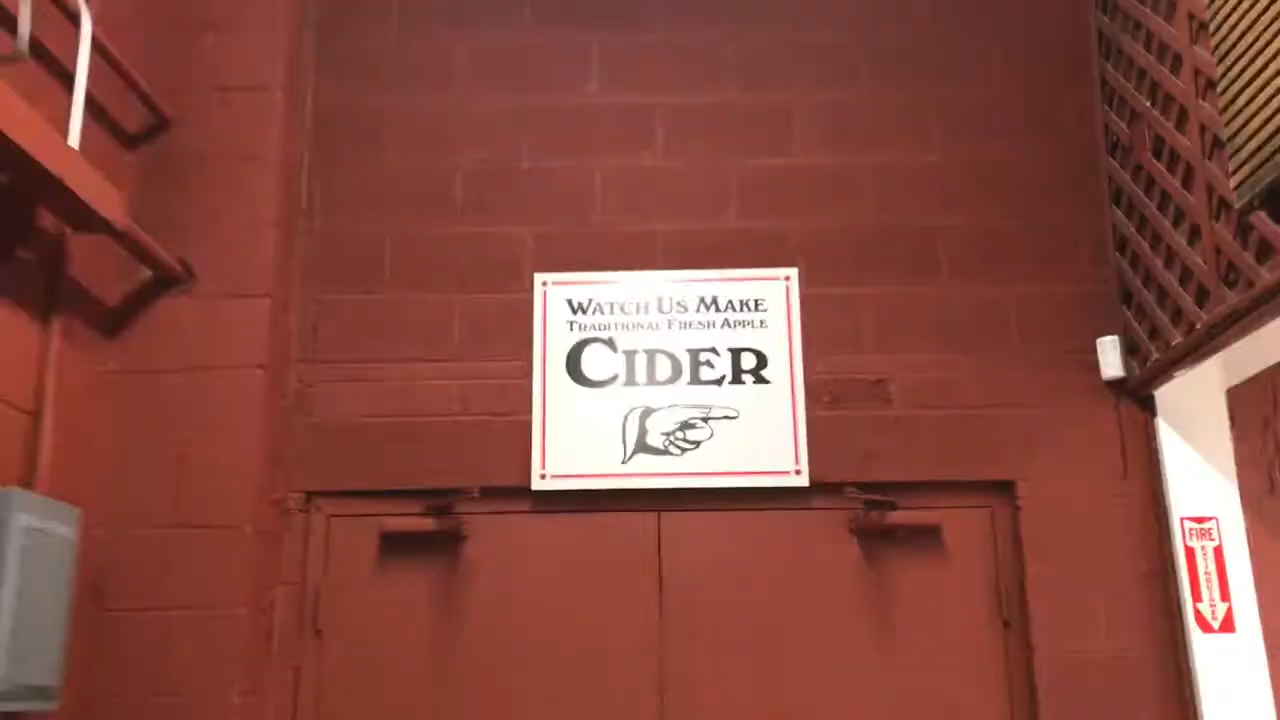 Watch Us Make
Traditional Fresh Apple
Cider
FIRE
EXTINGUISHER